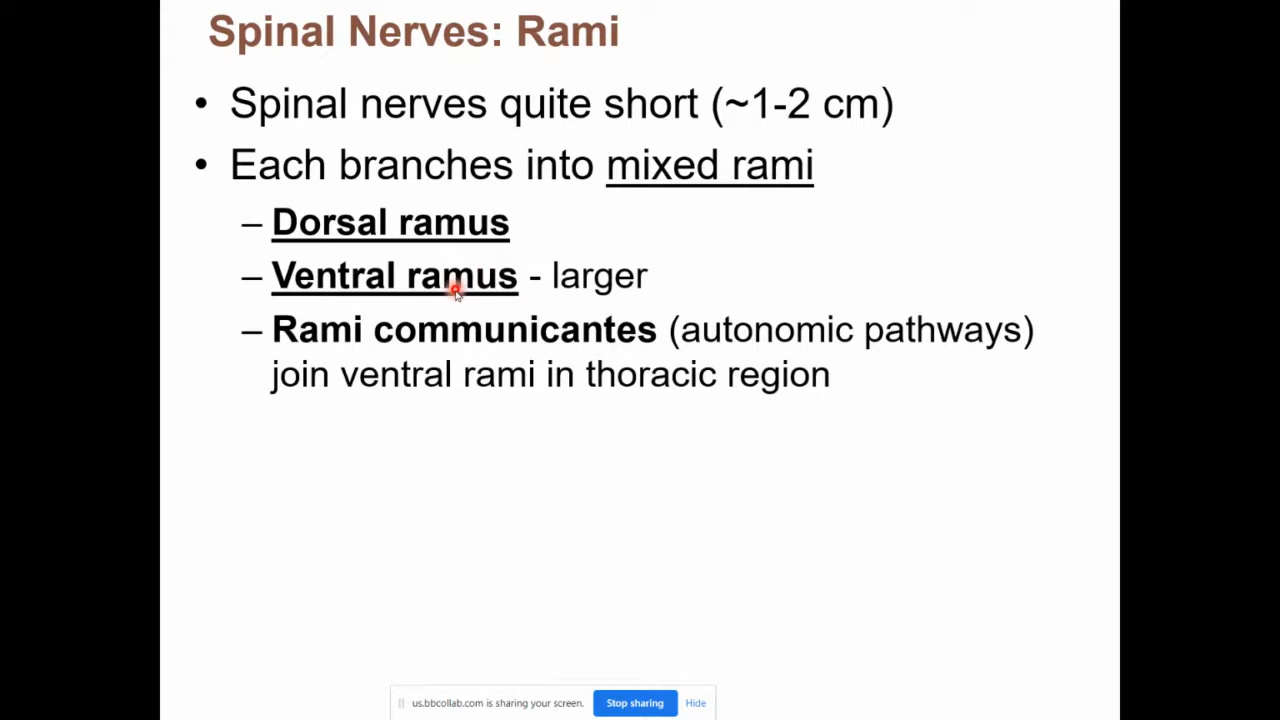 Spinal Nerves: Rami
• Spinal nerves quite short (~1-2 cm)
• Each branches into mixed rami
– Dorsal ramus
– Ventral ramus - larger
– Rami communicantes (autonomic pathways)
join ventral rami in thoracic region
us.bbcollab.com is sharing your screen. Stop sharing Hide